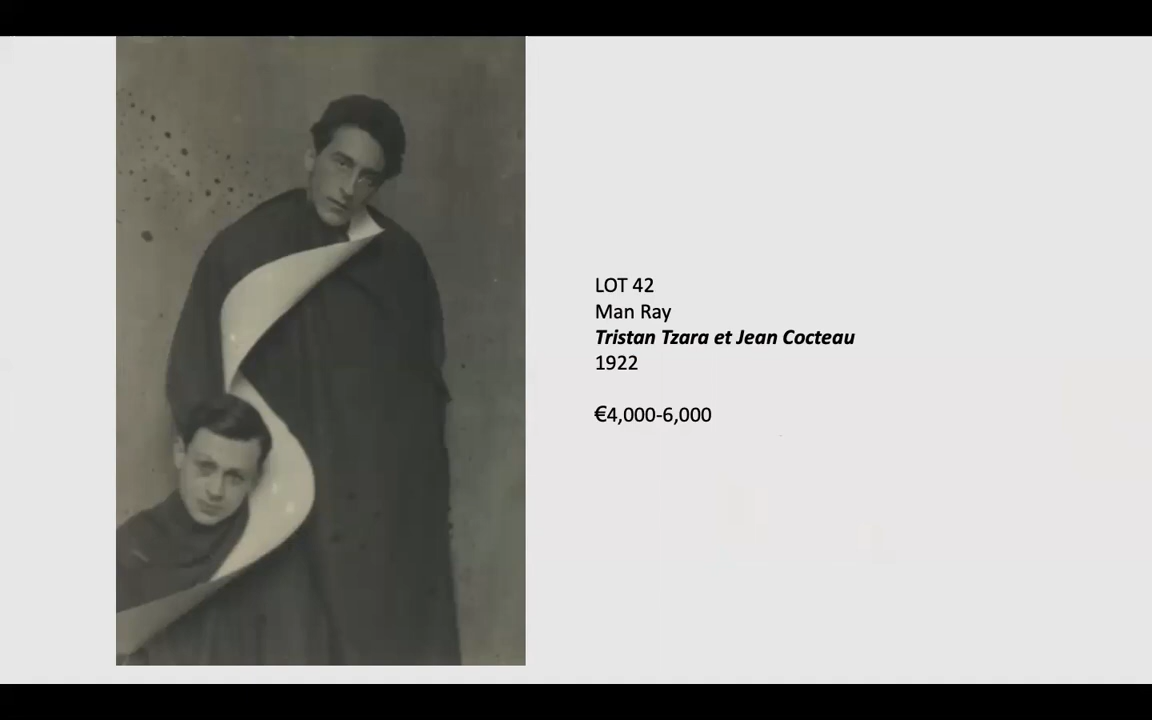 LOT 42
Man Ray
Tristan Tzara et Jean Cocteau
1922
€4,000-6,000